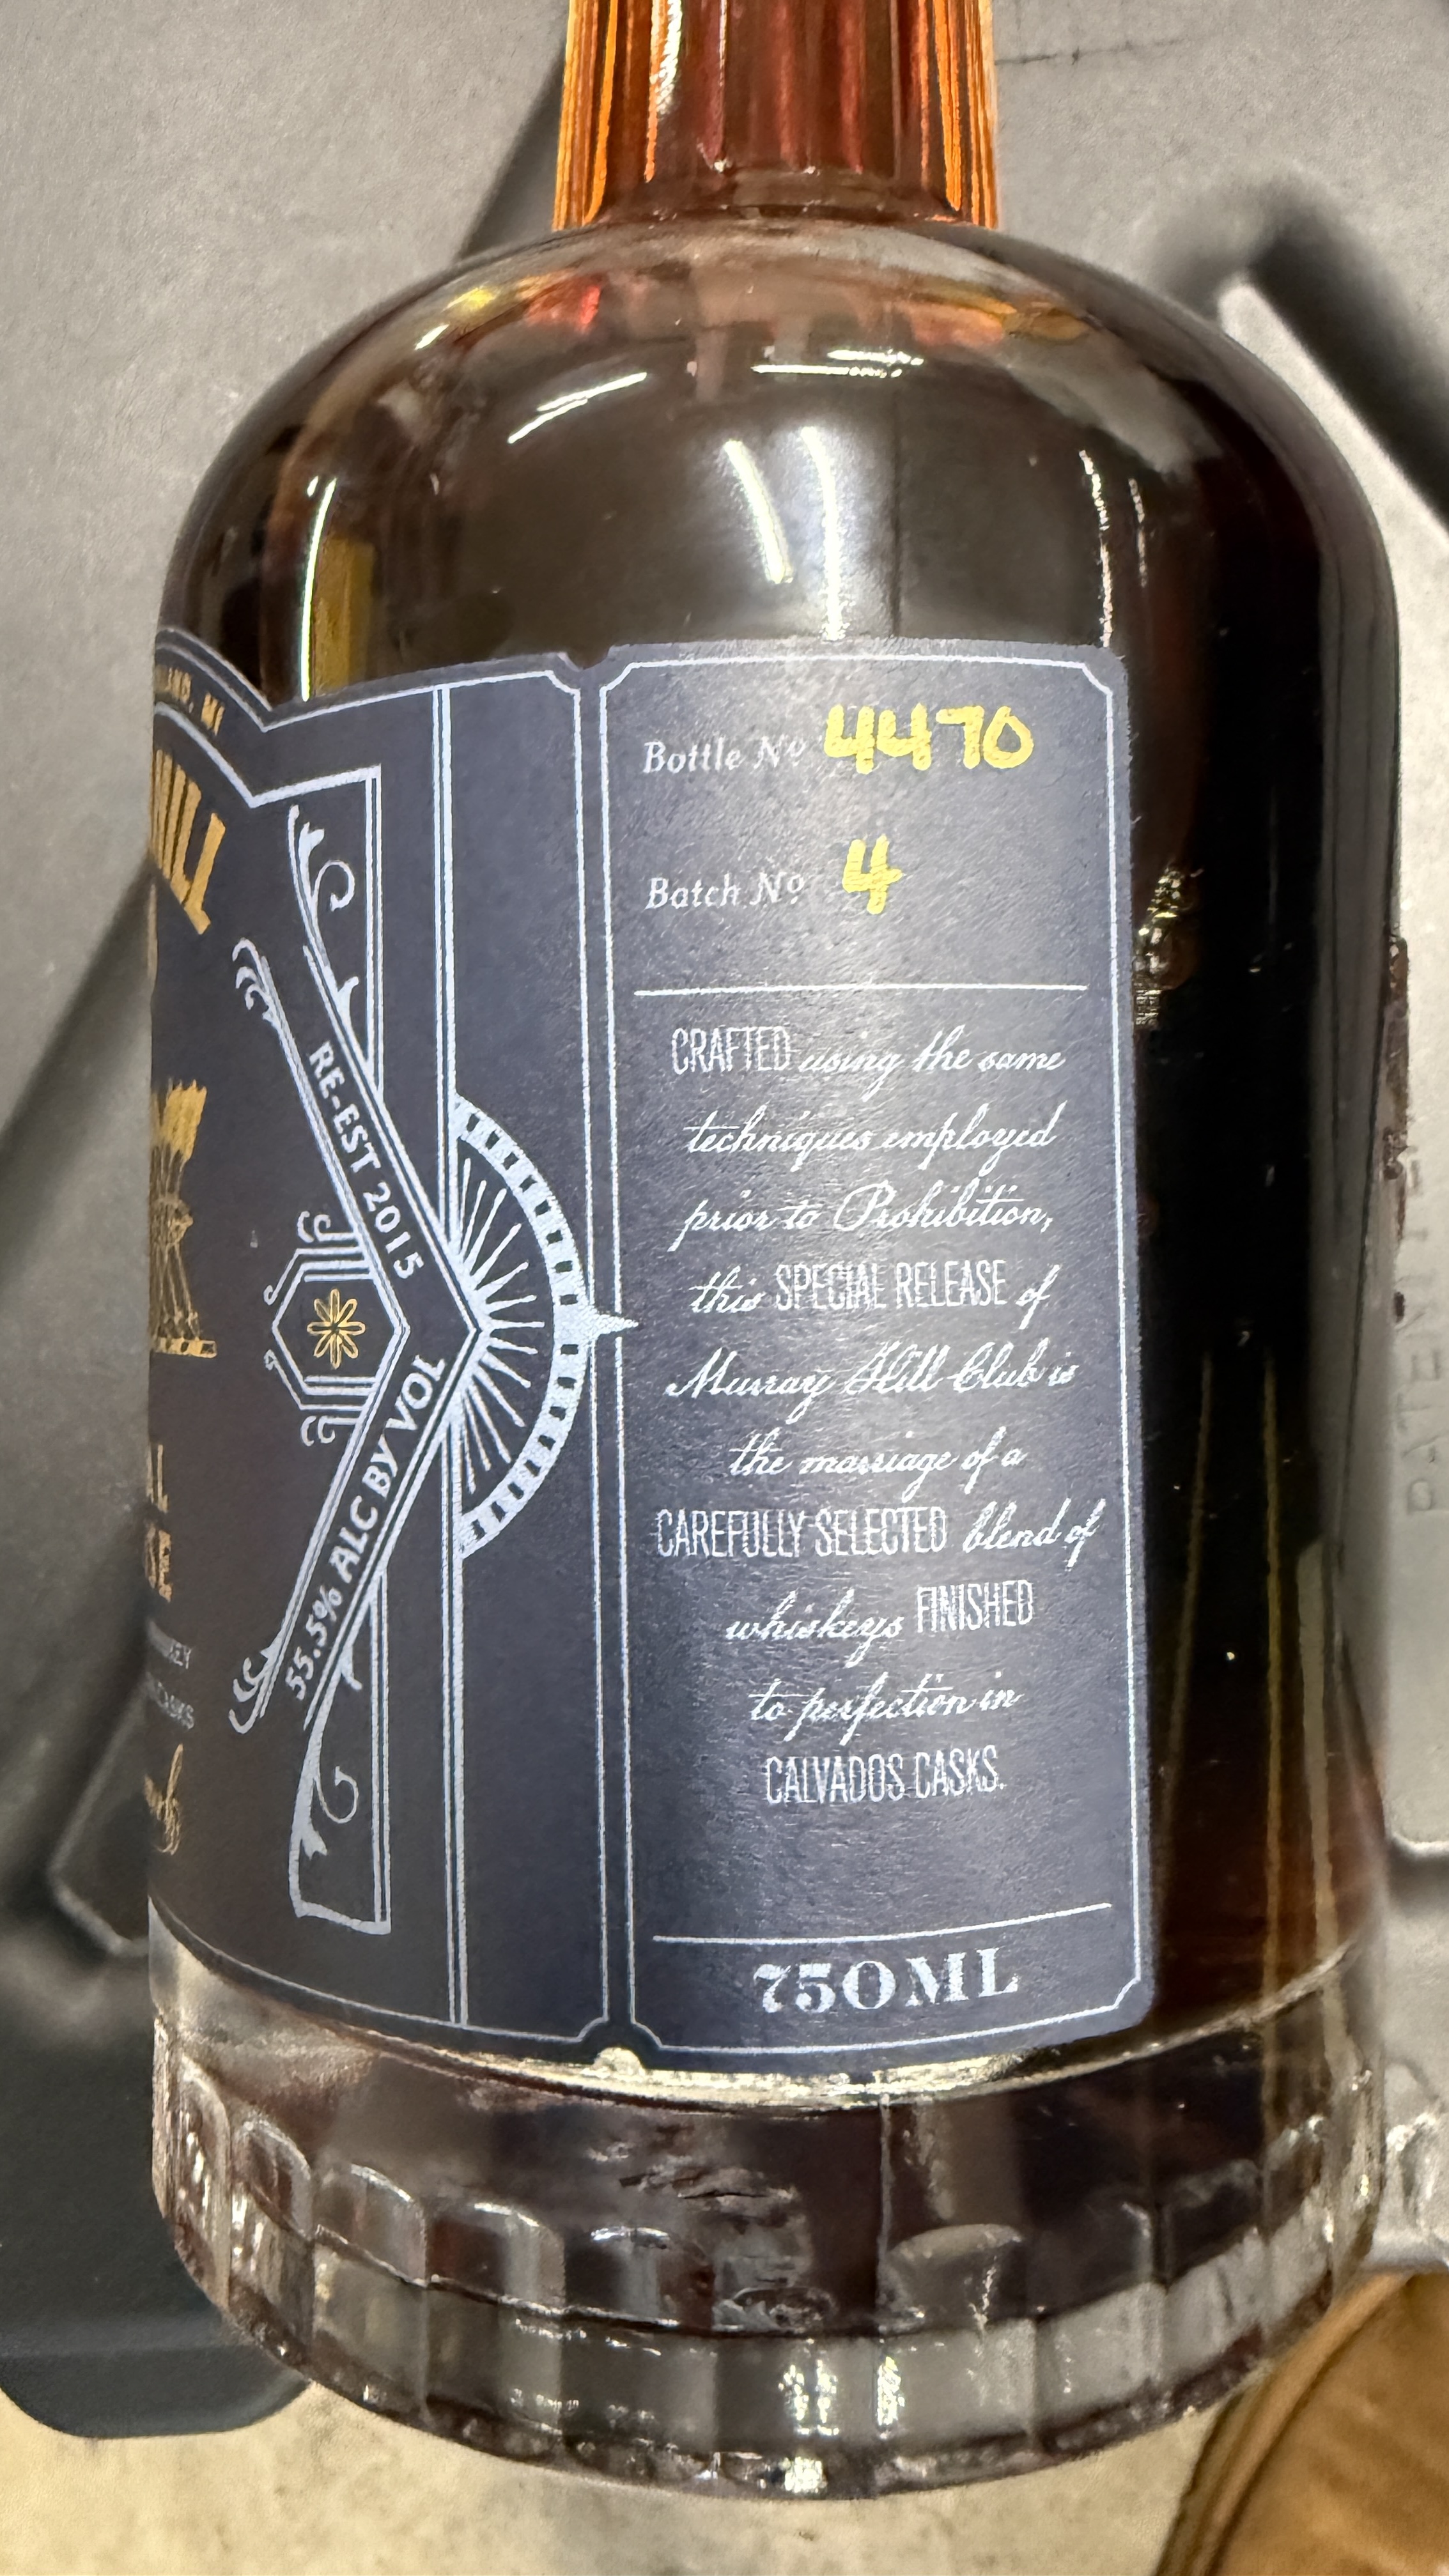 MI
RE-EST 2015
55.5% ALC BY VOL
Bottle Nº 4470
Batch Nº 4
CRAFTED using the same
techniques employed
prior to Prohibition,
this SPECIAL RELEASE of
Murray Hill Club is
the marriage of a
CAREFULLY SELECTED blend of
whiskeys FINISHED
to perfection in
CALVADOS CASKS.
750ML